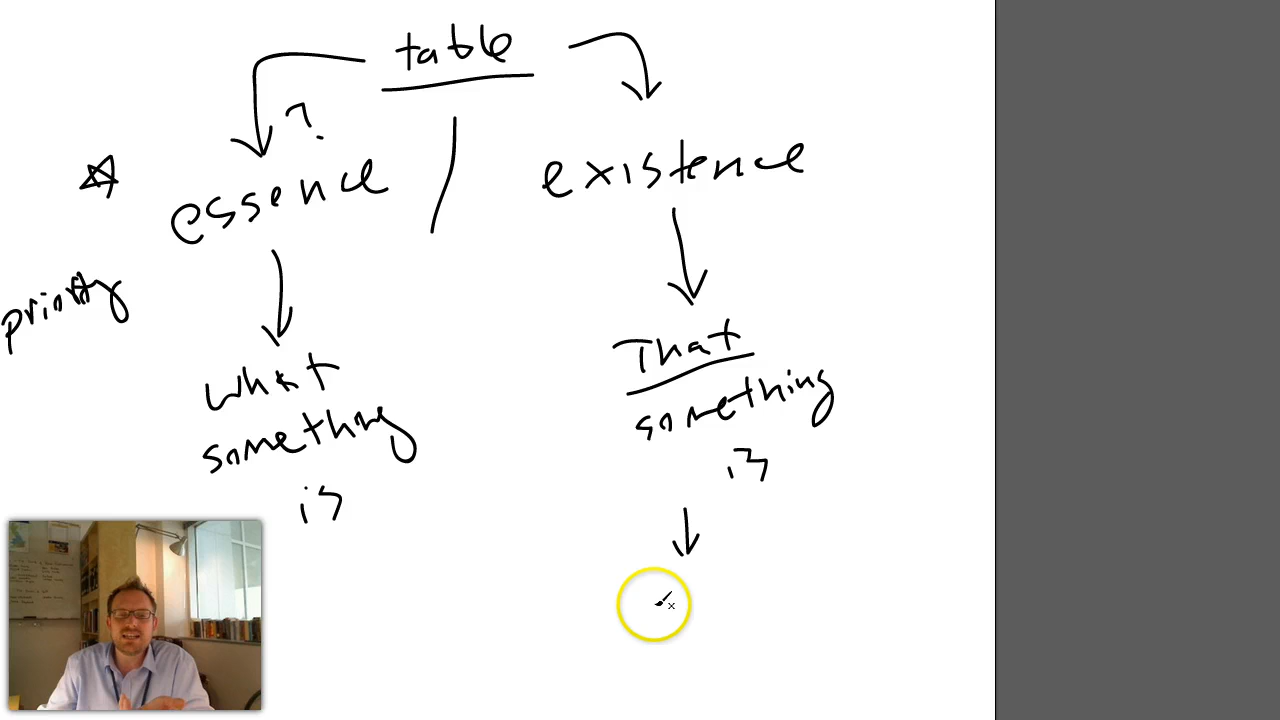 table
?
essence / existence
priority
what
something
is
That
something
is